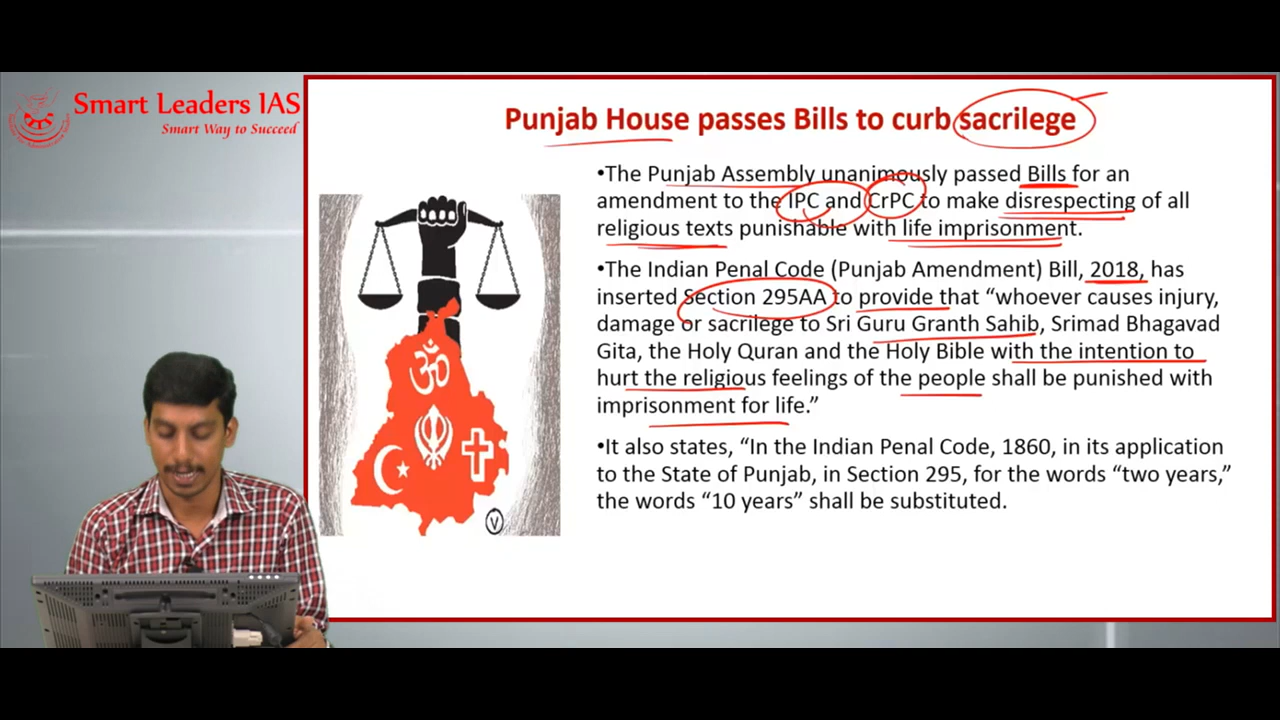 Smart Leaders IAS
Smart Way to Succeed
Punjab House passes Bills to curb sacrilege
•The Punjab Assembly unanimously passed Bills for an
amendment to the IPC and CrPC to make disrespecting of all
religious texts punishable with life imprisonment.
•The Indian Penal Code (Punjab Amendment) Bill, 2018, has
inserted Section 295AA to provide that “whoever causes injury,
damage or sacrilege to Sri Guru Granth Sahib, Srimad Bhagavad
Gita, the Holy Quran and the Holy Bible with the intention to
hurt the religious feelings of the people shall be punished with
imprisonment for life.”
•It also states, “In the Indian Penal Code, 1860, in its application
to the State of Punjab, in Section 295, for the words “two years,”
the words “10 years” shall be substituted.
V